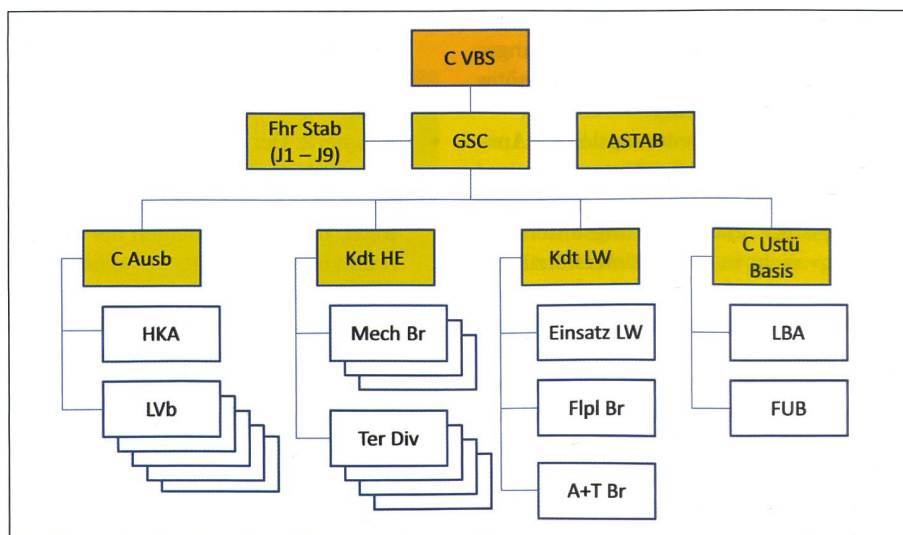 C VBS
Fhr Stab
(J1 – J9)
GSC
ASTAB
C Ausb
Kdt HE
Kdt LW
C Ustü
Basis
HKA
Mech Br
Einsatz LW
LBA
LVb
Ter Div
Flpl Br
FUB
A+T Br